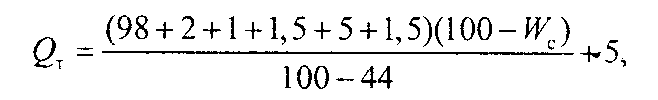 Qт = (98 + 2 + 1 + 1,5 + 5 + 1,5)(100 − Wс) / 100 − 44 + 5,